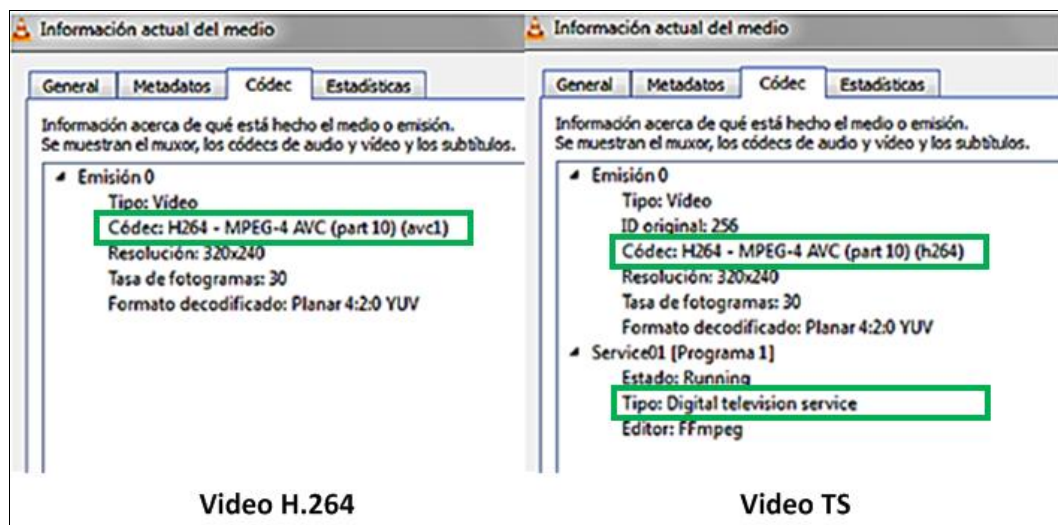 Información actual del medio
General Metadatos Códec Estadísticas
Información acerca de qué está hecho el medio o emisión.
Se muestran el muxor, los códecs de audio y vídeo y los subtítulos.
Emisión 0
Tipo: Vídeo
Códec: H264 - MPEG-4 AVC (part 10) (avc1)
Resolución: 320x240
Tasa de fotogramas: 30
Formato decodificado: Planar 4:2:0 YUV
Video H.264
Información actual del medio
General Metadatos Códec Estadísticas
Información acerca de qué está hecho el medio o emisión.
Se muestran el muxor, los códecs de audio y vídeo y los subtítulos.
Emisión 0
Tipo: Vídeo
ID original: 256
Códec: H264 - MPEG-4 AVC (part 10) (h264)
Resolución: 320x240
Tasa de fotogramas: 30
Formato decodificado: Planar 4:2:0 YUV
Service01 [Programa 1]
Estado: Running
Tipo: Digital television service
Editor: FFmpeg
Video TS